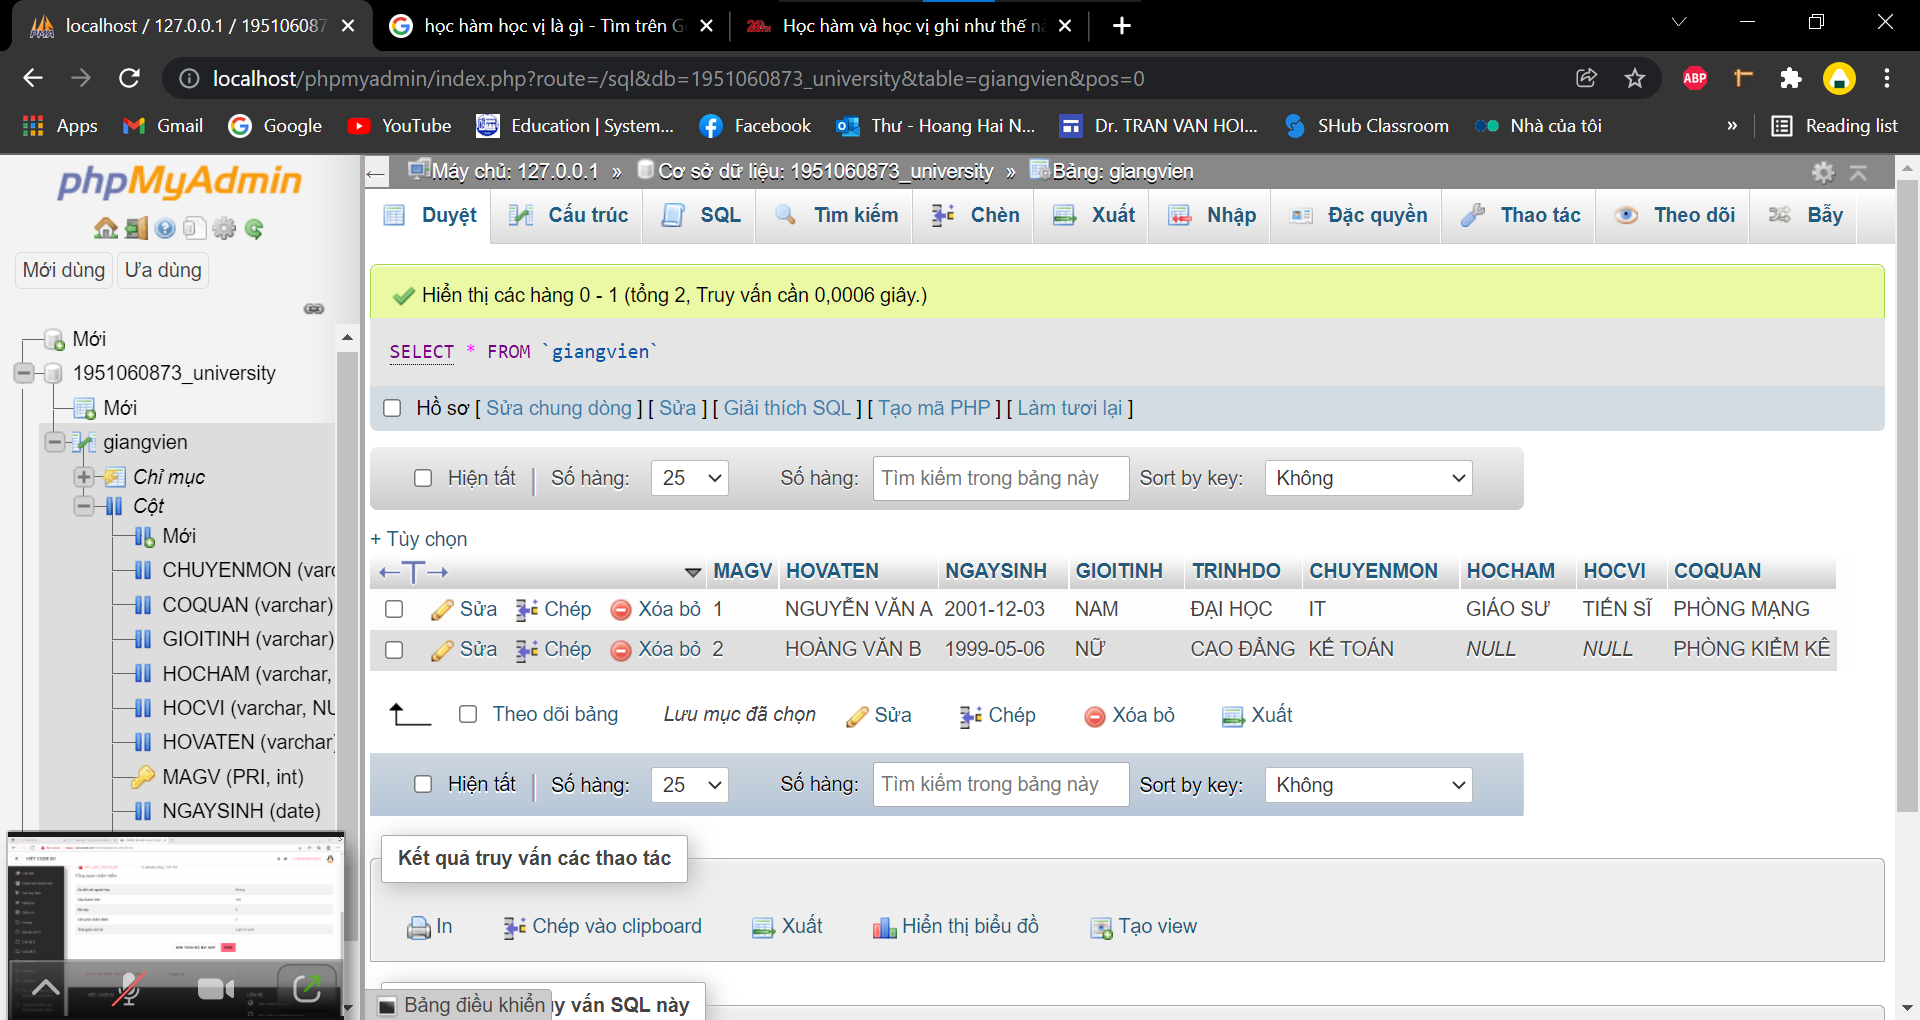 localhost / 127.0.0.1 / 195106087
học hàm học vị là gì - Tìm trên G
Học hàm và học vị ghi như thế n
localhost/phpmyadmin/index.php?route=/sql&db=1951060873_university&table=giangvien&pos=0
ABP
Apps
Gmail
Google
YouTube
Education | System...
Facebook
Thư - Hoang Hai N...
Dr. TRAN VAN HOI...
SHub Classroom
Nhà của tôi
»
Reading list
phpMyAdmin
Mới dùng
Ưa dùng
Mới
1951060873_university
Mới
giangvien
Chỉ mục
Cột
Mới
CHUYENMON (varc
COQUAN (varchar)
GIOITINH (varchar)
HOCHAM (varchar,
HOCVI (varchar, NU
HOVATEN (varchar)
MAGV (PRI, int)
NGAYSINH (date)
Máy chủ: 127.0.0.1 » Cơ sở dữ liệu: 1951060873_university » Bảng: giangvien
Duyệt
Cấu trúc
SQL
Tìm kiếm
Chèn
Xuất
Nhập
Đặc quyền
Thao tác
Theo dõi
Bẫy
Hiển thị các hàng 0 - 1 (tổng 2, Truy vấn cần 0,0006 giây.)
SELECT * FROM `giangvien`
Hồ sơ [ Sửa chung dòng ] [ Sửa ] [ Giải thích SQL ] [ Tạo mã PHP ] [ Làm tươi lại ]
Hiện tất | Số hàng: 25 Số hàng: Tìm kiếm trong bảng này Sort by key: Không
+ Tùy chọn
←T→ MAGV HOVATEN NGAYSINH GIOITINH TRINHDO CHUYENMON HOCHAM HOCVI COQUAN
Sửa Chép Xóa bỏ 1 NGUYỄN VĂN A 2001-12-03 NAM ĐẠI HỌC IT GIÁO SƯ TIẾN SĨ PHÒNG MẠNG
Sửa Chép Xóa bỏ 2 HOÀNG VĂN B 1999-05-06 NỮ CAO ĐẲNG KẾ TOÁN NULL NULL PHÒNG KIỂM KÊ
Theo dõi bảng Lưu mục đã chọn Sửa Chép Xóa bỏ Xuất
Hiện tất | Số hàng: 25 Số hàng: Tìm kiếm trong bảng này Sort by key: Không
Kết quả truy vấn các thao tác
In Chép vào clipboard Xuất Hiển thị biểu đồ Tạo view
Bảng điều khiển
y vấn SQL này